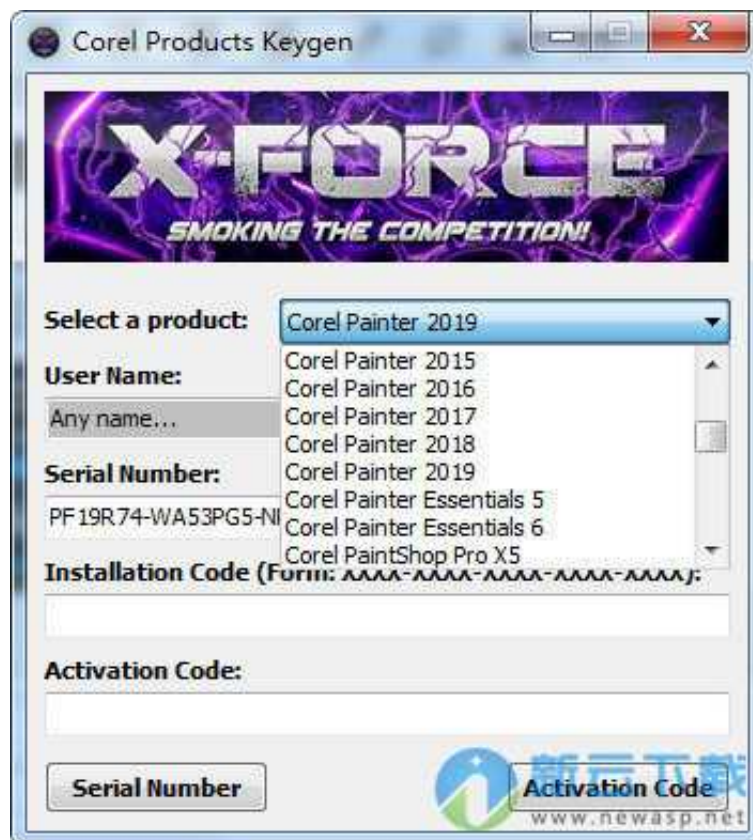 Corel Products Keygen
X-FORCE
SMOKING THE COMPETITION!
Select a product:
Corel Painter 2019
Corel Painter 2015
Corel Painter 2016
Corel Painter 2017
Corel Painter 2018
Corel Painter 2019
Corel Painter Essentials 5
Corel Painter Essentials 6
Corel PaintShop Pro X5
User Name:
Any name...
Serial Number:
PF19R74-WA53PG5-N
Installation Code (Form: XXXX-XXXX-XXXX-XXXX-XXXX):
Activation Code:
Serial Number
Activation Code
新云下载
www.newasp.net